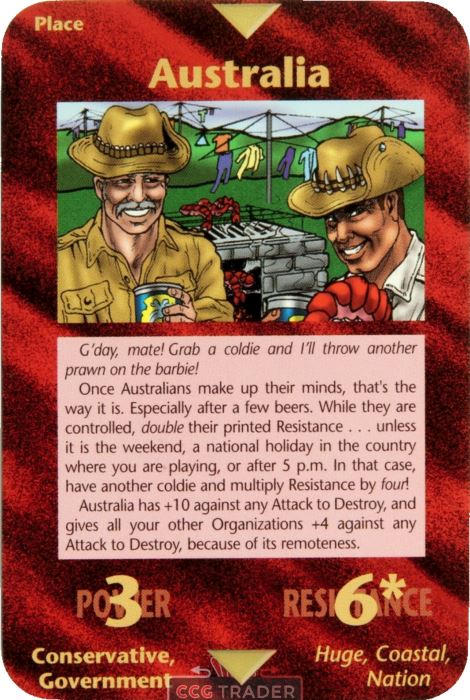 Place
Australia
G'day, mate! Grab a coldie and I'll throw another
prawn on the barbie!
Once Australians make up their minds, that's the
way it is. Especially after a few beers. While they are
controlled, double their printed Resistance . . . unless
it is the weekend, a national holiday in the country
where you are playing, or after 5 p.m. In that case,
have another coldie and multiply Resistance by four!
Australia has +10 against any Attack to Destroy, and
gives all your other Organizations +4 against any
Attack to Destroy, because of its remoteness.
POWER
3
RESISTANCE
6*
Conservative,
Government
Huge, Coastal,
Nation
CCG TRADER